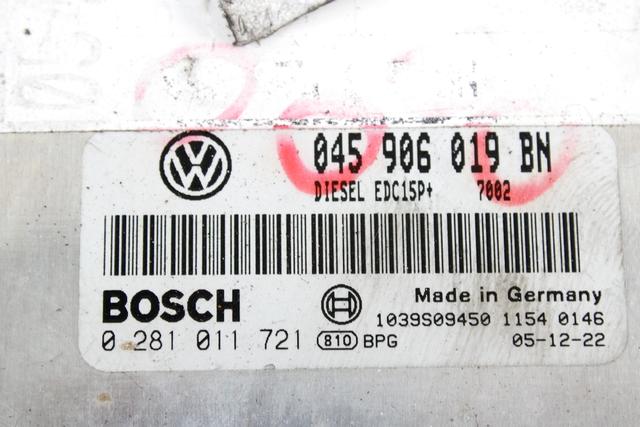 VW
045 906 019 BN
DIESEL EDC15P+ 7002
BOSCH
Made in Germany
1039S09450 1154 0146
0 281 011 721 810 BPG 05-12-22